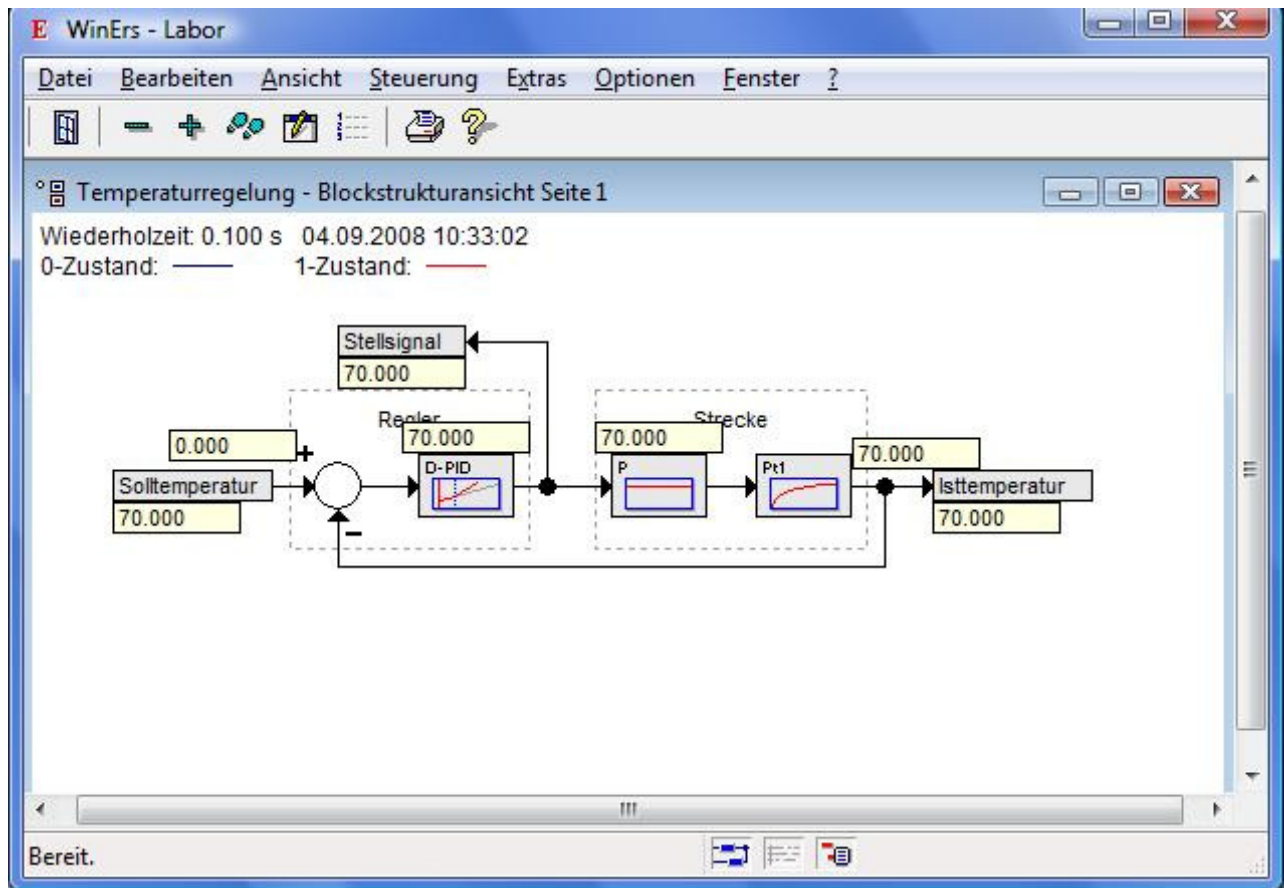 E WinErs - Labor
Datei Bearbeiten Ansicht Steuerung Extras Optionen Fenster ?
Temperaturregelung - Blockstrukturansicht Seite 1
Wiederholzeit: 0.100 s 04.09.2008 10:33:02
0-Zustand: 1-Zustand:
Stellsignal
70.000
Regler
Strecke
0.000
+
70.000
70.000
70.000
D-PID
P
Pt1
Solltemperatur
70.000
Isttemperatur
70.000
−
Bereit.